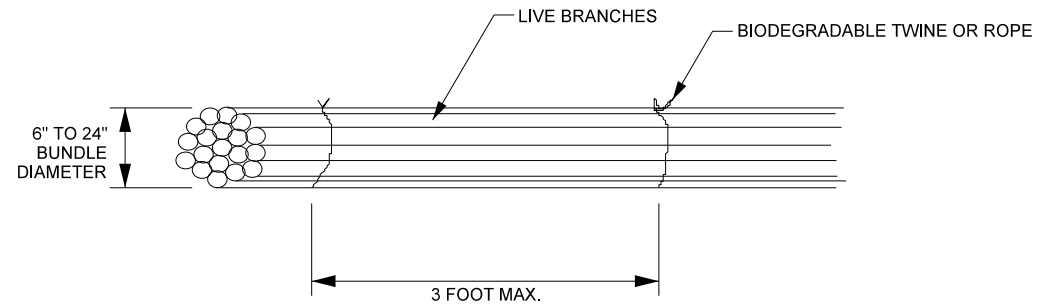 LIVE BRANCHES
BIODEGRADABLE TWINE OR ROPE
6" TO 24"
BUNDLE
DIAMETER
3 FOOT MAX.